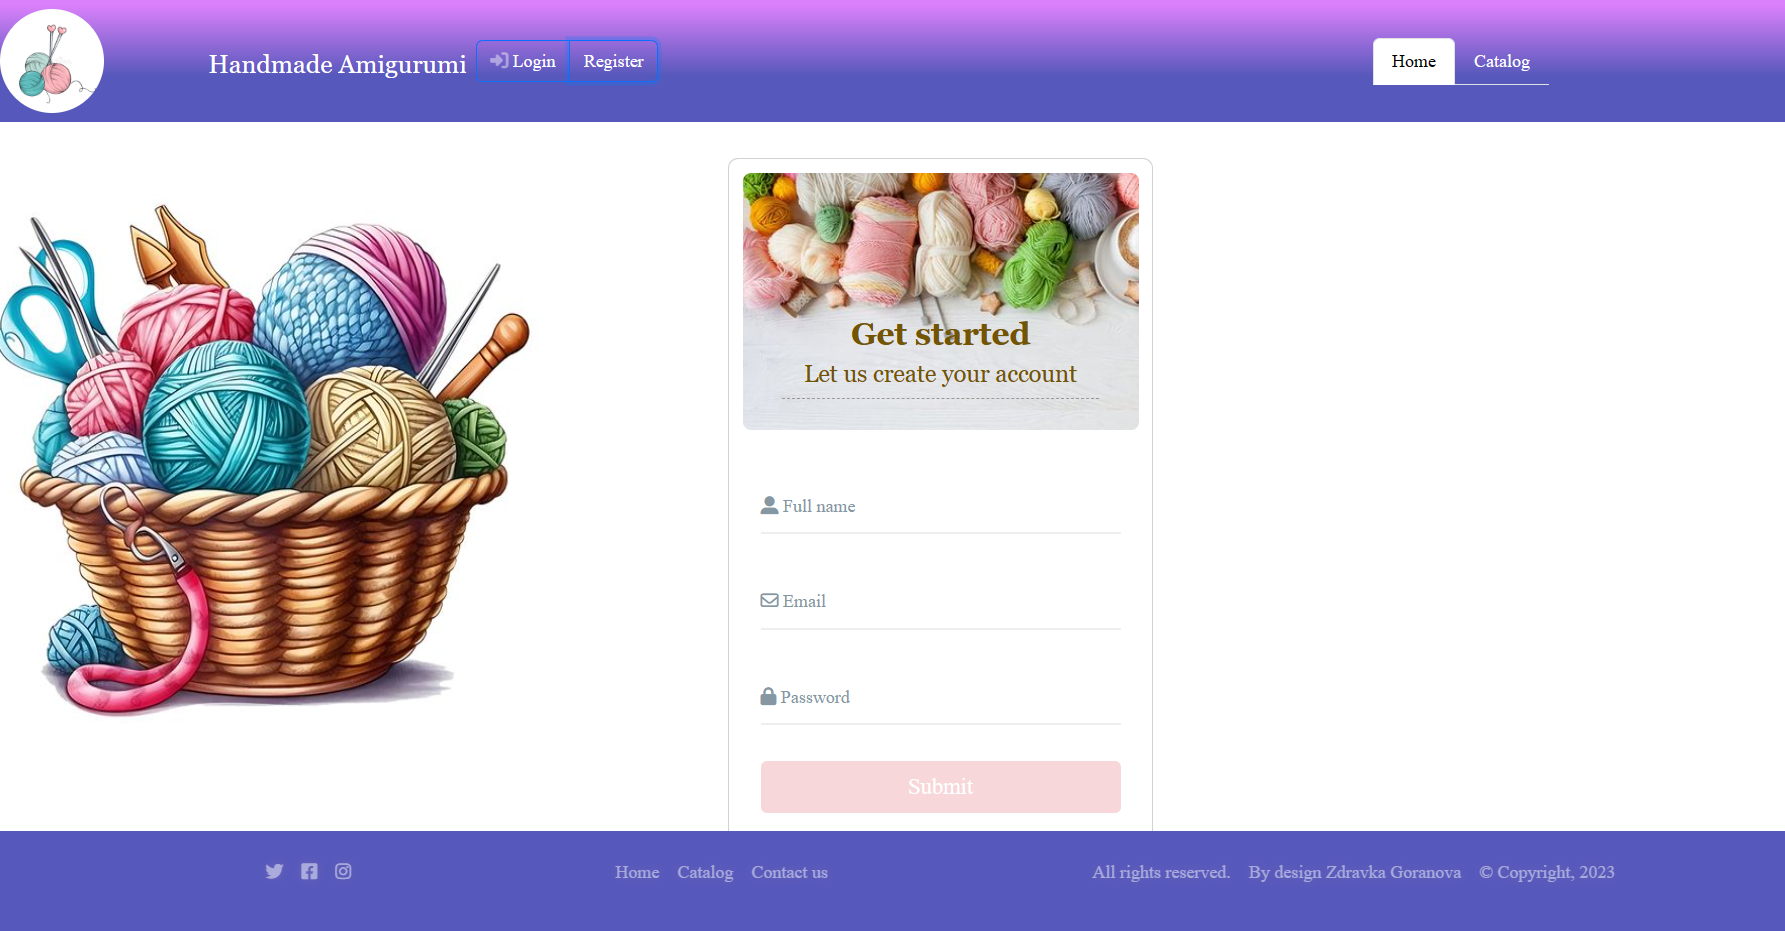 Handmade Amigurumi
Login
Register
Home
Catalog
Get started
Let us create your account
Full name
Email
Password
Submit
Home Catalog Contact us
All rights reserved. By design Zdravka Goranova © Copyright, 2023